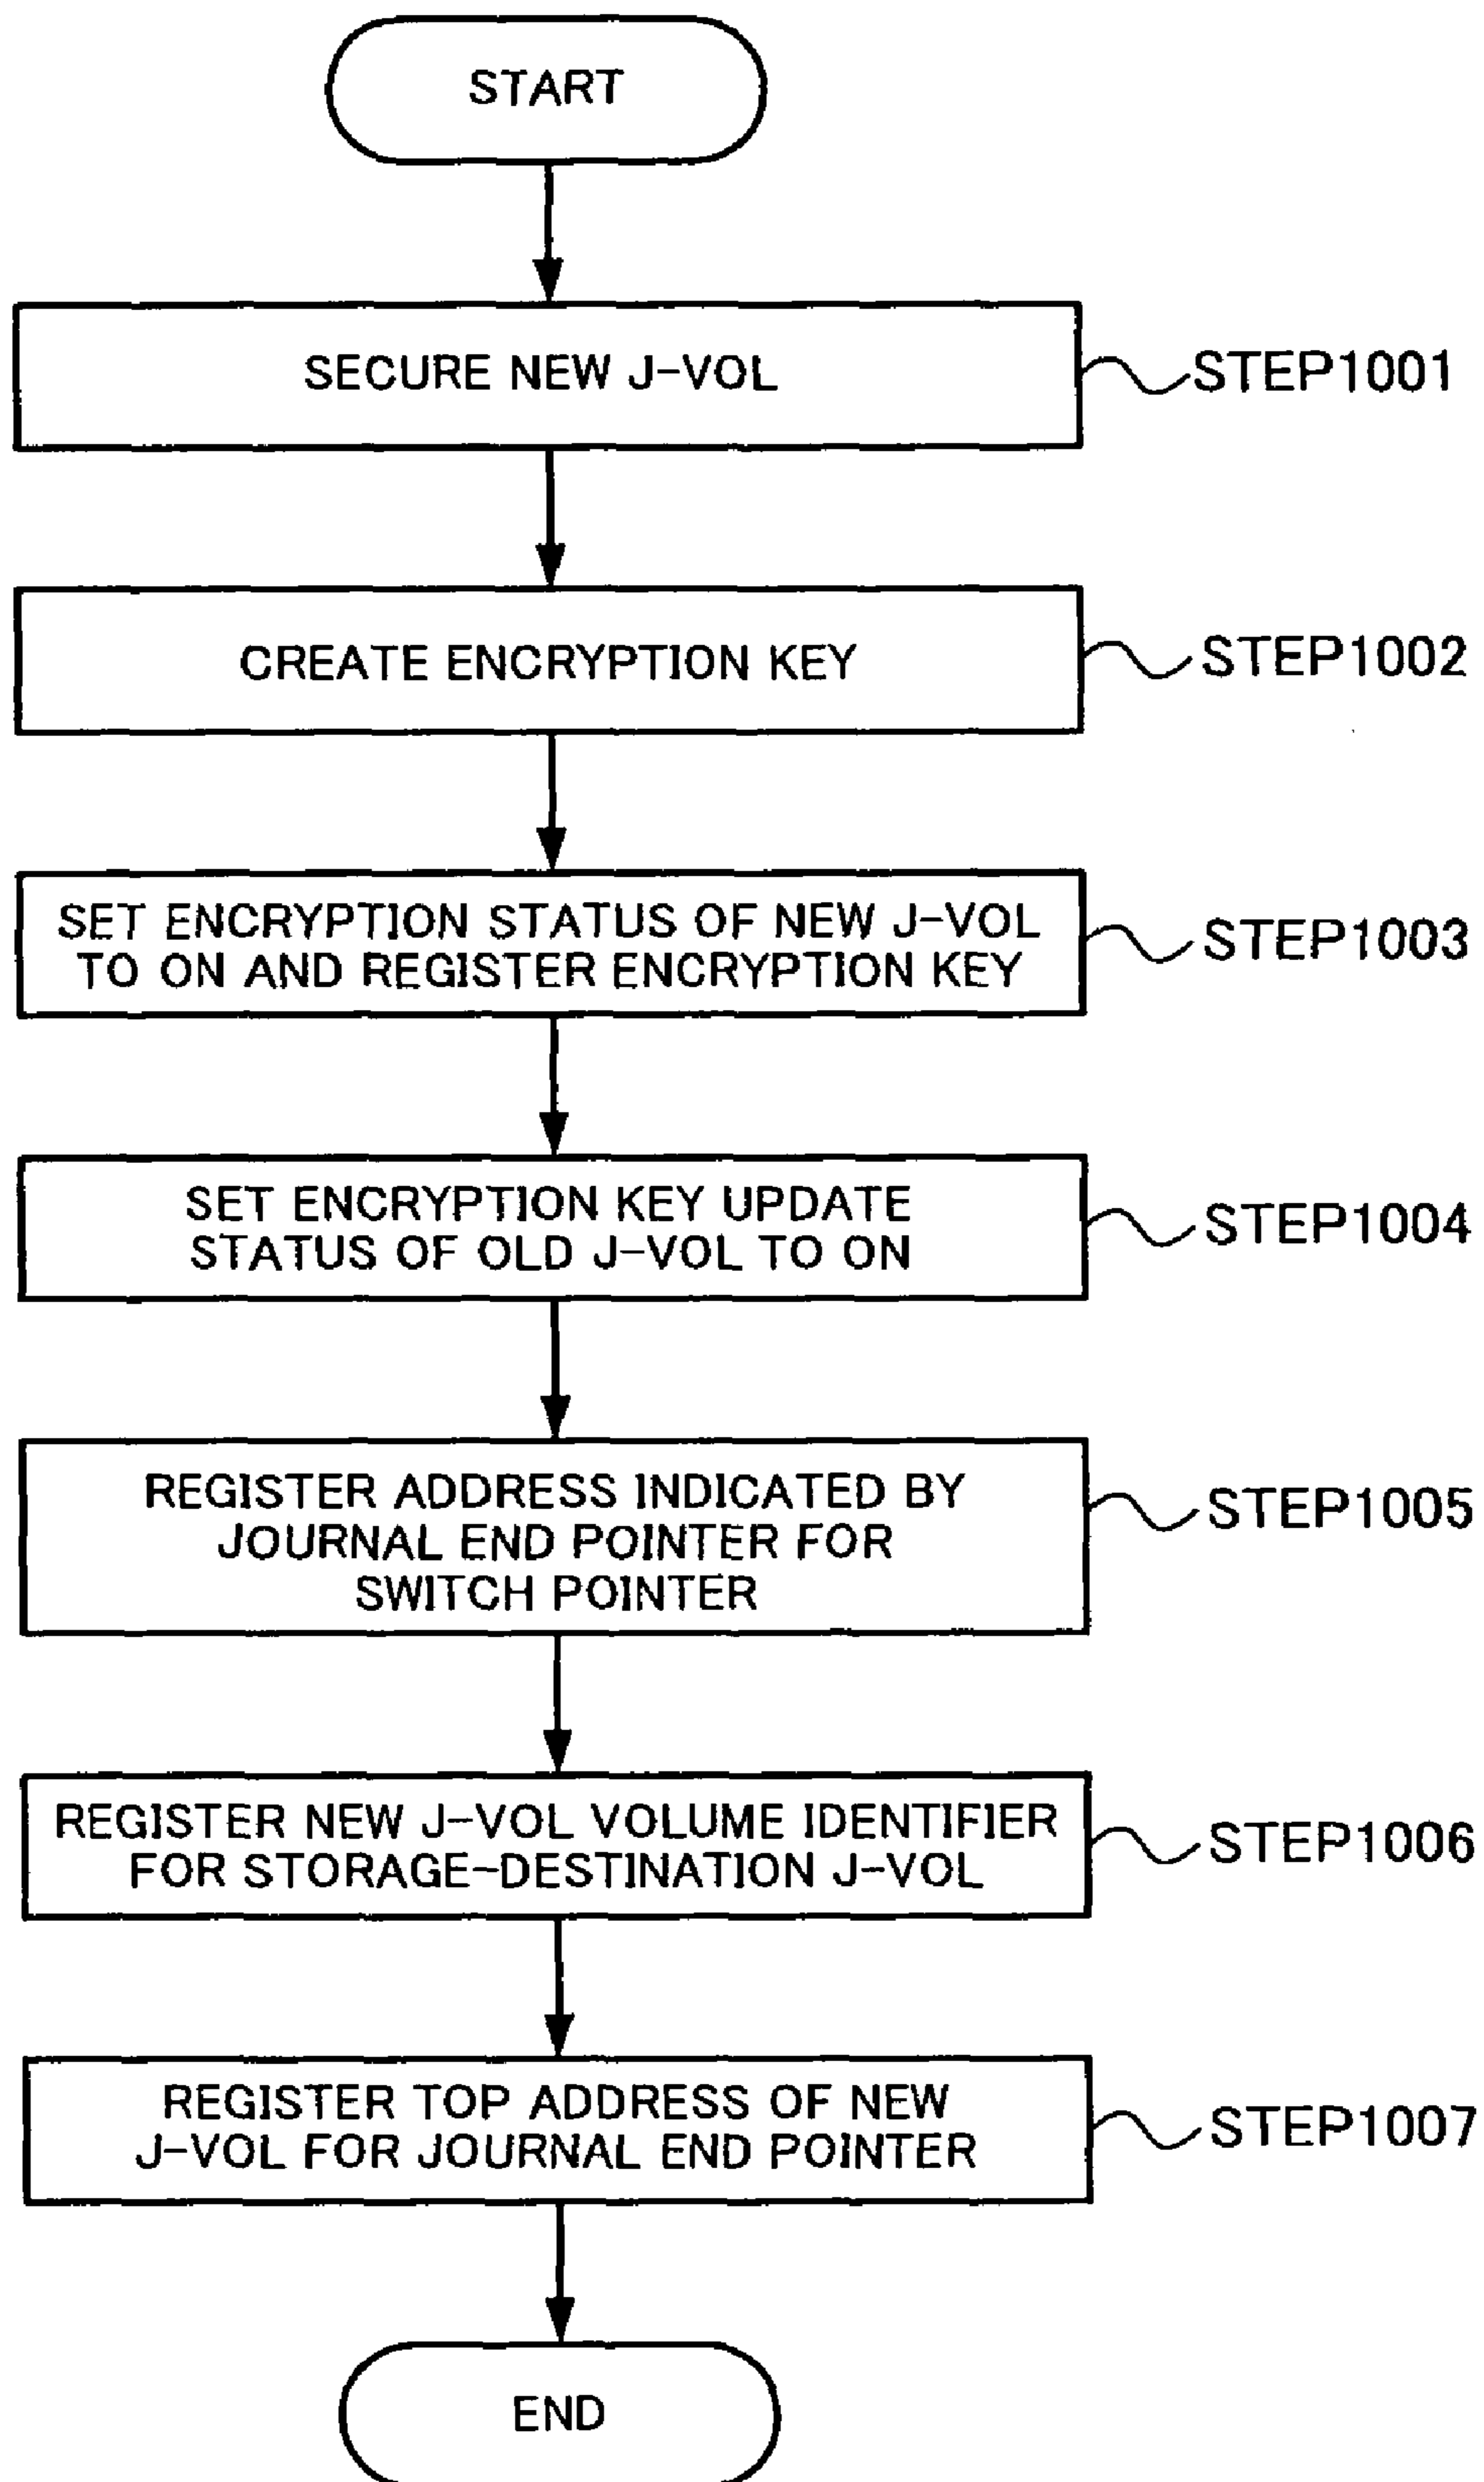 START
SECURE NEW J-VOL
STEP1001
CREATE ENCRYPTION KEY
STEP1002
SET ENCRYPTION STATUS OF NEW J-VOL
TO ON AND REGISTER ENCRYPTION KEY
STEP1003
SET ENCRYPTION KEY UPDATE
STATUS OF OLD J-VOL TO ON
STEP1004
REGISTER ADDRESS INDICATED BY
JOURNAL END POINTER FOR
SWITCH POINTER
STEP1005
REGISTER NEW J-VOL VOLUME IDENTIFIER
FOR STORAGE-DESTINATION J-VOL
STEP1006
REGISTER TOP ADDRESS OF NEW
J-VOL FOR JOURNAL END POINTER
STEP1007
END